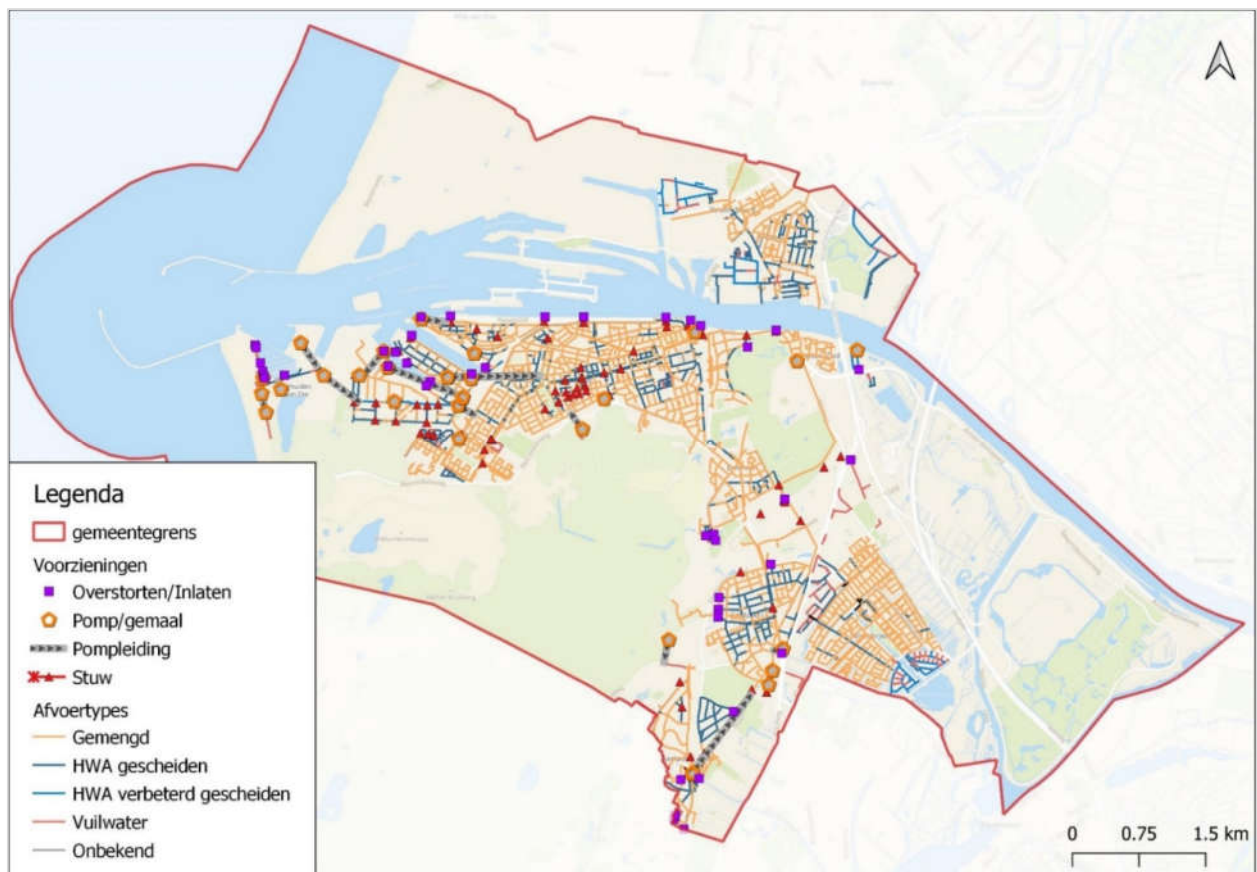 Legenda
gemeentegrens
Voorzieningen
Overstorten/Inlaten
Pomp/gemaal
Pompleiding
Stuw
Afvoertypes
Gemengd
HWA gescheiden
HWA verbeterd gescheiden
Vuilwater
Onbekend
0 0.75 1.5 km